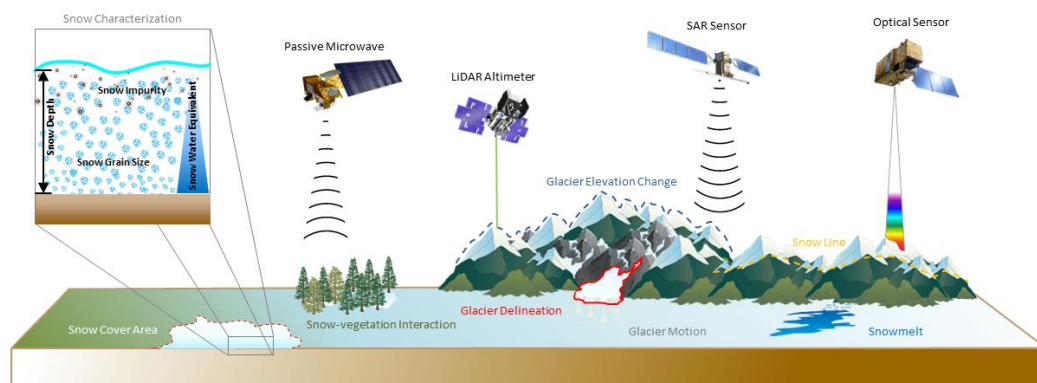 Snow Characterization
Snow Impurity
Snow Depth
Snow Water Equivalent
Snow Grain Size
Passive Microwave
LiDAR Altimeter
SAR Sensor
Optical Sensor
Glacier Elevation Change
Snow Line
Snow Cover Area
Snow-vegetation Interaction
Glacier Delineation
Glacier Motion
Snowmelt